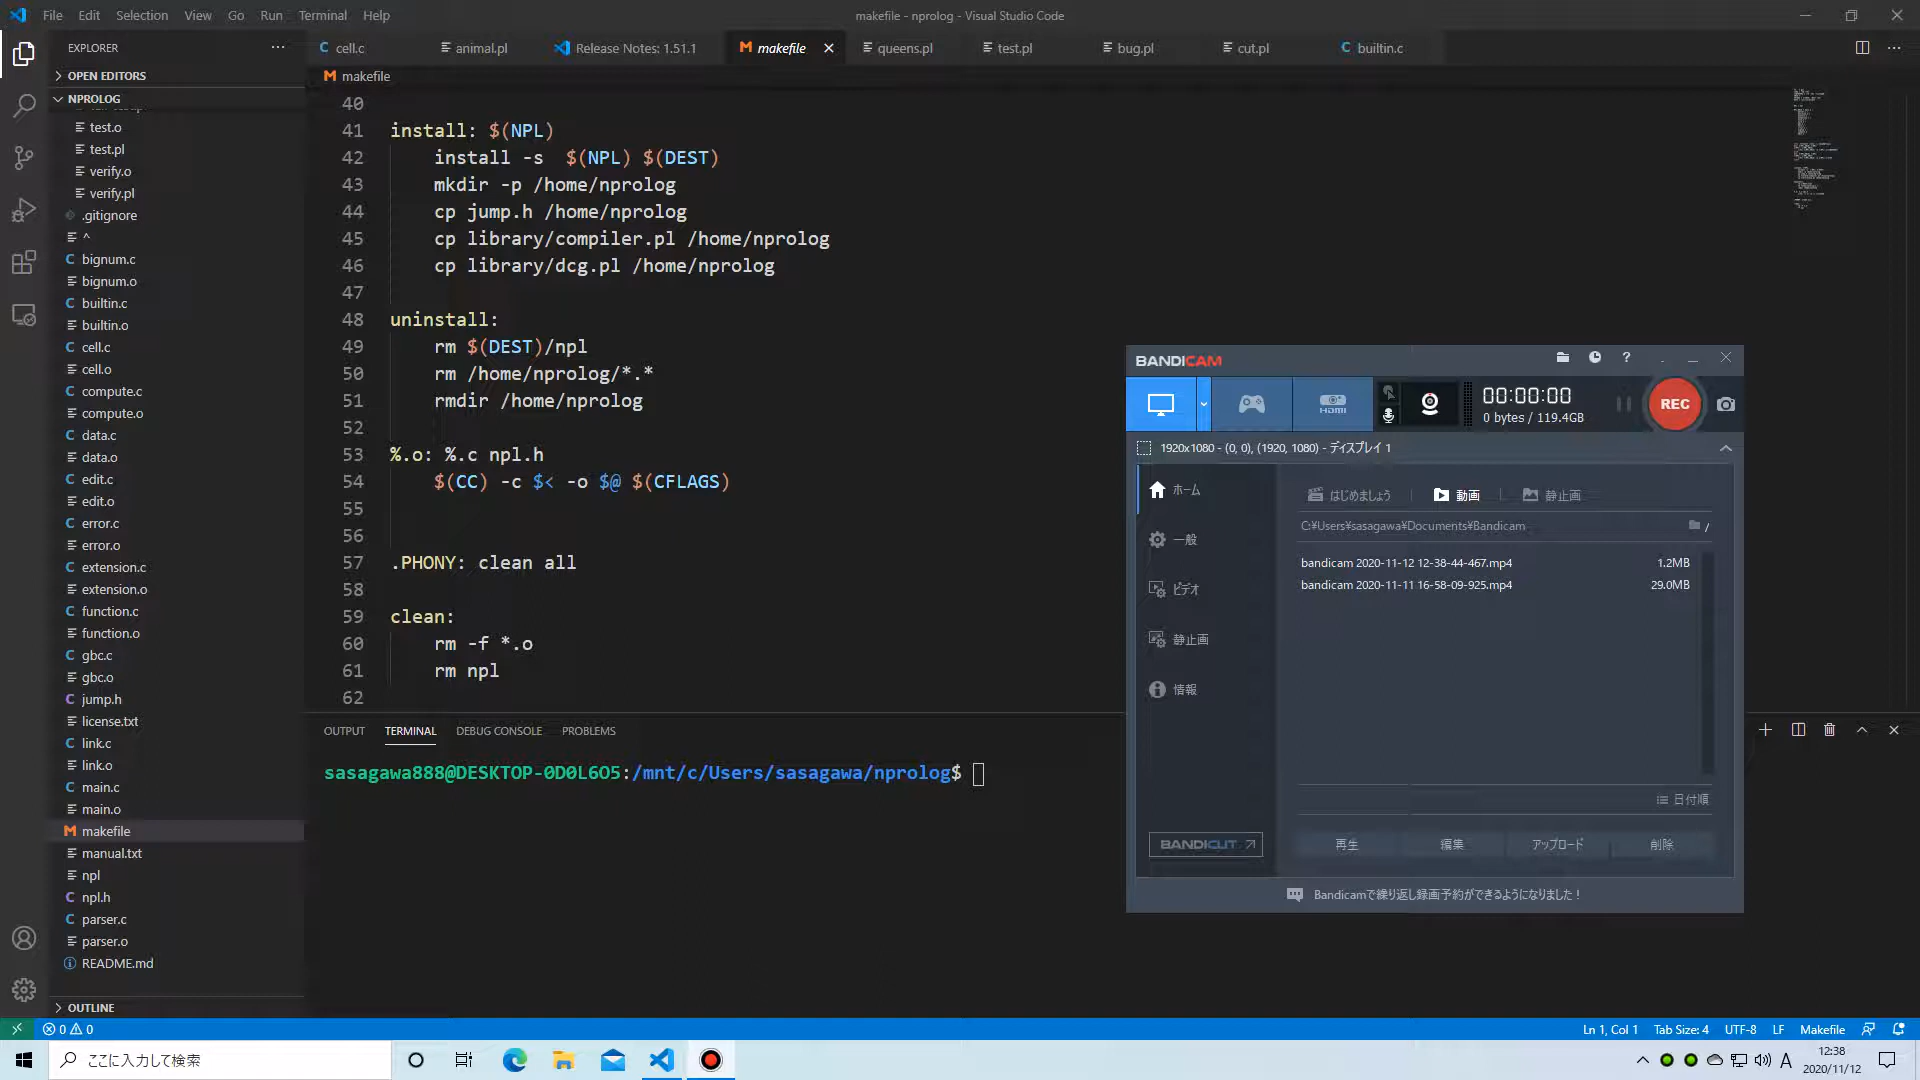 File Edit Selection View Go Run Terminal Help
makefile - nprolog - Visual Studio Code
EXPLORER
cell.c animal.pl Release Notes: 1.51.1 makefile queens.pl test.pl bug.pl cut.pl builtin.c
OPEN EDITORS
makefile
NPROLOG
test.o
test.pl
verify.o
verify.pl
.gitignore
^
bignum.c
bignum.o
builtin.c
builtin.o
cell.c
cell.o
compute.c
compute.o
data.c
data.o
edit.c
edit.o
error.c
error.o
extension.c
extension.o
function.c
function.o
gbc.c
gbc.o
jump.h
license.txt
link.c
link.o
main.c
main.o
makefile
manual.txt
npl
npl.h
parser.c
parser.o
README.md
OUTLINE
40
41 install: $(NPL)
42 install -s $(NPL) $(DEST)
43 mkdir -p /home/nprolog
44 cp jump.h /home/nprolog
45 cp library/compiler.pl /home/nprolog
46 cp library/dcg.pl /home/nprolog
47
48 uninstall:
49 rm $(DEST)/npl
50 rm /home/nprolog/*.*
51 rmdir /home/nprolog
52
53 %.o: %.c npl.h
54 $(CC) -c $< -o $@ $(CFLAGS)
55
56
57 .PHONY: clean all
58
59 clean:
60 rm -f *.o
61 rm npl
62
OUTPUT TERMINAL DEBUG CONSOLE PROBLEMS
sasagawa888@DESKTOP-0D0L6O5:/mnt/c/Users/sasagawa/nprolog$
BANDICAM
HDMI
00:00:00
0 bytes / 119.4GB
REC
1920x1080 - (0, 0), (1920, 1080) - ディスプレイ 1
ホーム
一般
ビデオ
静止画
情報
BANDICUT
はじめましょう 動画 静止画
C:¥Users¥sasagawa¥Documents¥Bandicam
bandicam 2020-11-12 12-38-44-467.mp4 1.2MB
bandicam 2020-11-11 16-58-09-925.mp4 29.0MB
日付順
再生 編集 アップロード 削除
Bandicamで繰り返し録画予約ができるようになりました！
0 0
Ln 1, Col 1 Tab Size: 4 UTF-8 LF Makefile
ここに入力して検索
A
12:38
2020/11/12